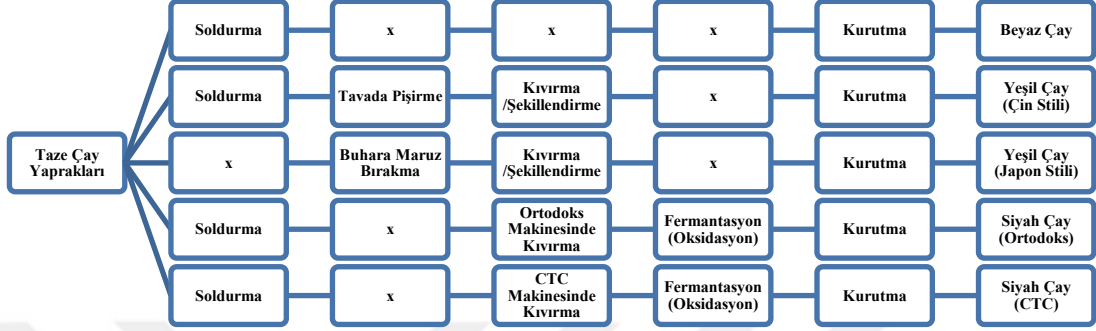 Soldurma
x
x
x
Kurutma
Beyaz Çay
Soldurma
Tavada Pişirme
Kıvırma
/Şekillendirme
x
Kurutma
Yeşil Çay
(Çin Stili)
Taze Çay
Yaprakları
x
Buhara Maruz
Bırakma
Kıvırma
/Şekillendirme
x
Kurutma
Yeşil Çay
(Japon Stili)
Soldurma
x
Ortodoks
Makinesinde
Kıvırma
Fermantasyon
(Oksidasyon)
Kurutma
Siyah Çay
(Ortodoks)
Soldurma
x
CTC
Makinesinde
Kıvırma
Fermantasyon
(Oksidasyon)
Kurutma
Siyah Çay
(CTC)